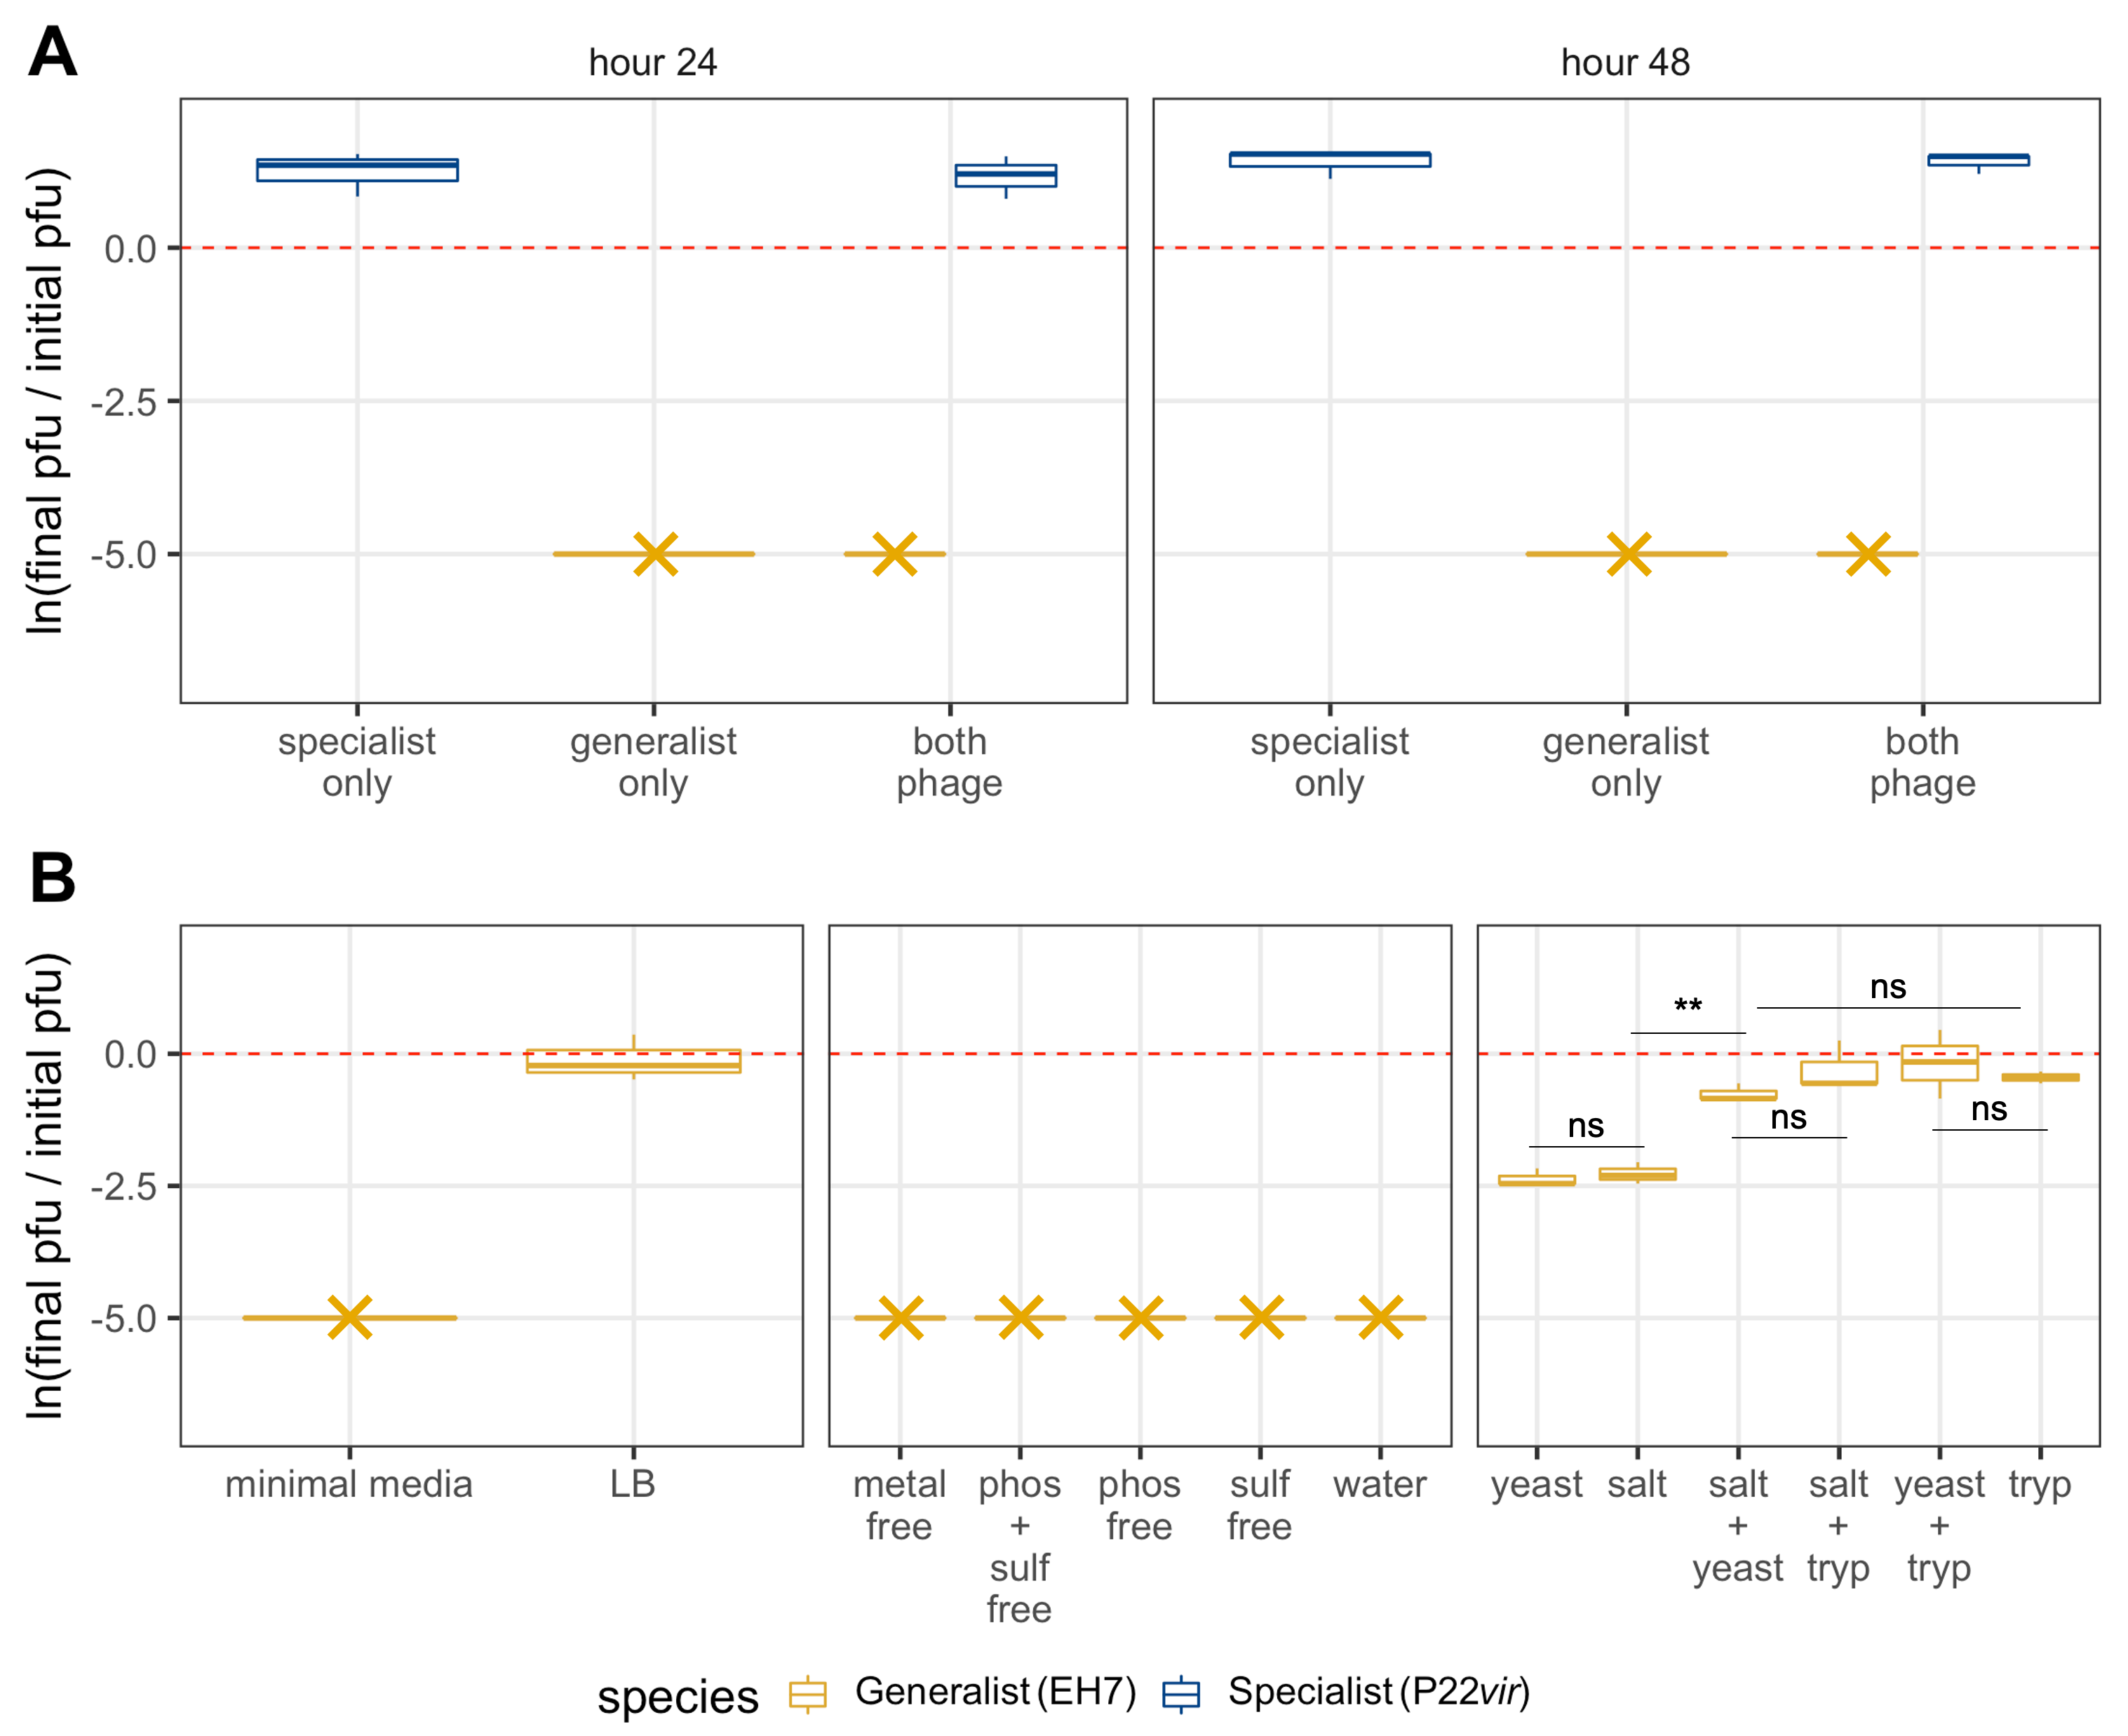 A
hour 24
hour 48
ln(final pfu / initial pfu)
0.0
-2.5
-5.0
specialist only
generalist only
both phage
specialist only
generalist only
both phage
B
ln(final pfu / initial pfu)
0.0
-2.5
-5.0
**
ns
ns
ns
ns
minimal media
LB
metal free
phos + sulf free
phos free
sulf free
water
yeast
salt
salt + yeast
salt + tryp
yeast + tryp
tryp
species Generalist (EH7) Specialist (P22vir)